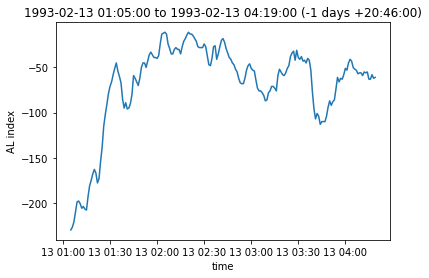 1993-02-13 01:05:00 to 1993-02-13 04:19:00 (-1 days +20:46:00)
AL index
−50
−100
−150
−200
13 01:00 13 01:30 13 02:00 13 02:30 13 03:00 13 03:30 13 04:00
time